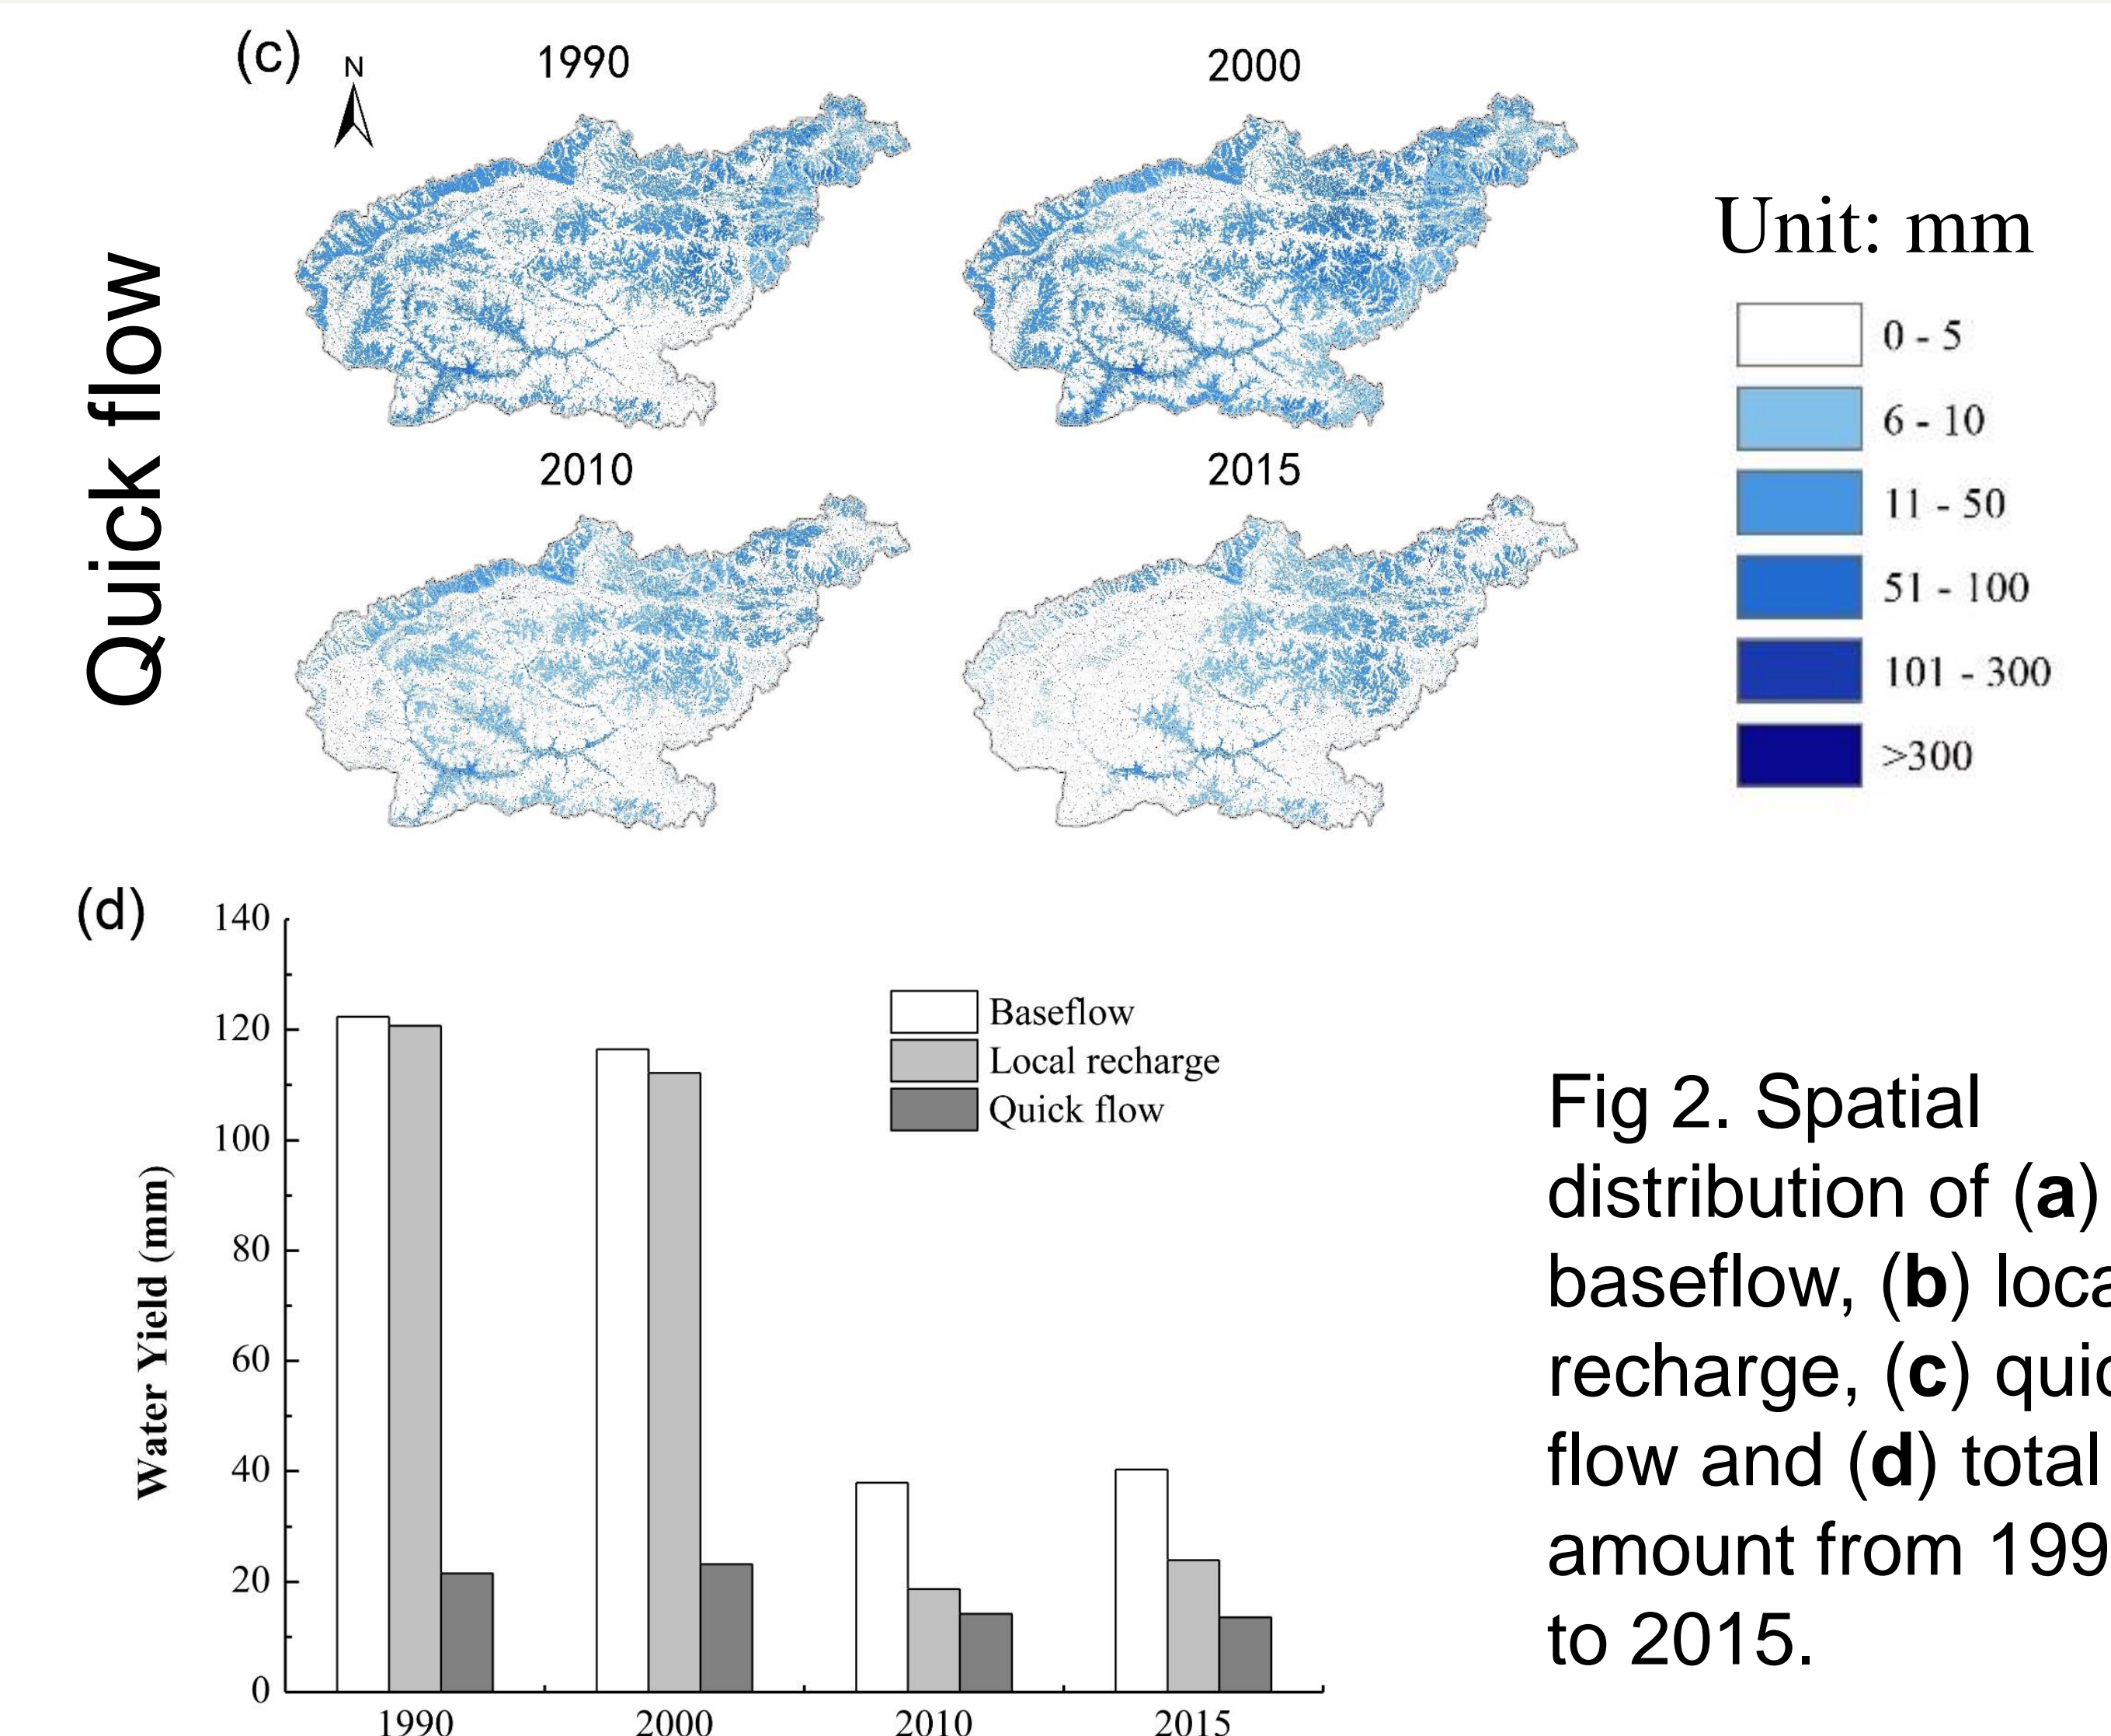 (c)
N
1990
2000
Quick flow
2010
2015
Unit: mm
0 - 5
6 - 10
11 - 50
51 - 100
101 - 300
>300
(d)
Water Yield (mm)
140
120
100
80
60
40
20
0
1990
2000
2010
2015
Baseflow
Local recharge
Quick flow
Fig 2. Spatial
distribution of (a)
baseflow, (b)
recharge, (c)
flow and (d) total
amount from
to 2015.